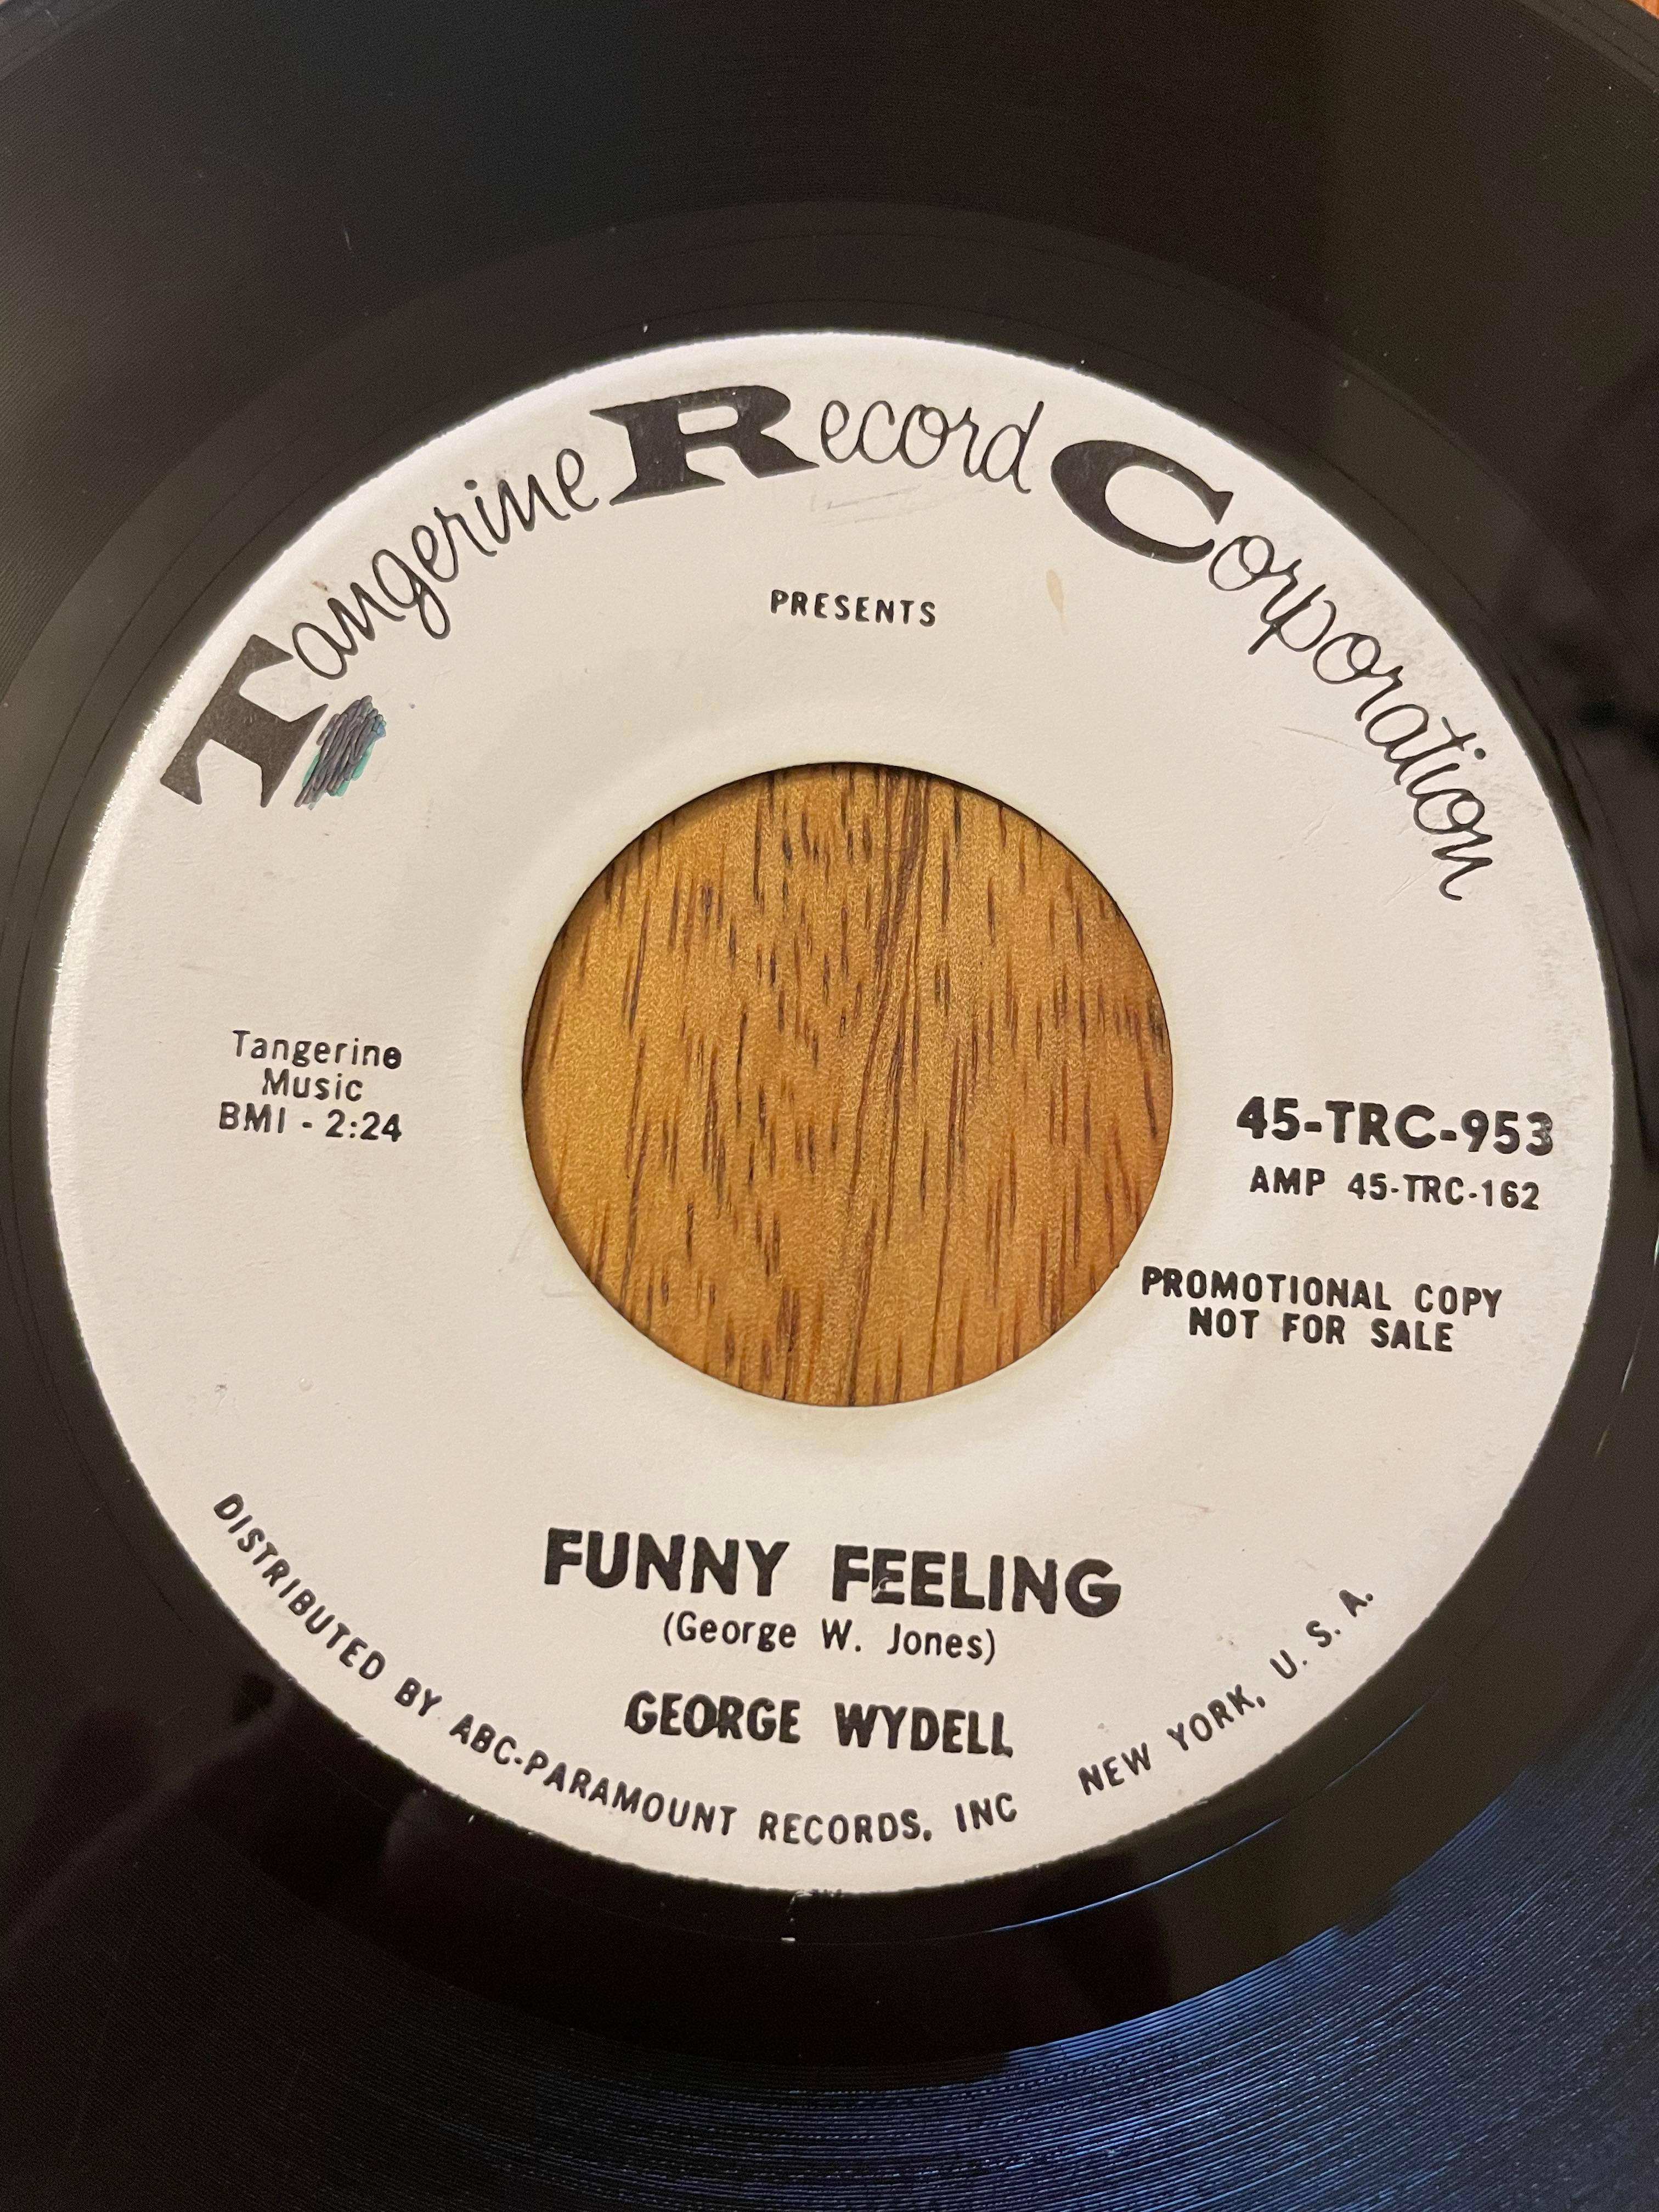 Tangerine Record Corporation
PRESENTS
Tangerine
Music
BMI - 2:24
45-TRC-953
AMP 45-TRC-162
PROMOTIONAL COPY
NOT FOR SALE
FUNNY FEELING
(George W. Jones)
GEORGE WYDELL
DISTRIBUTED BY ABC-PARAMOUNT RECORDS, INC NEW YORK, U. S. A.